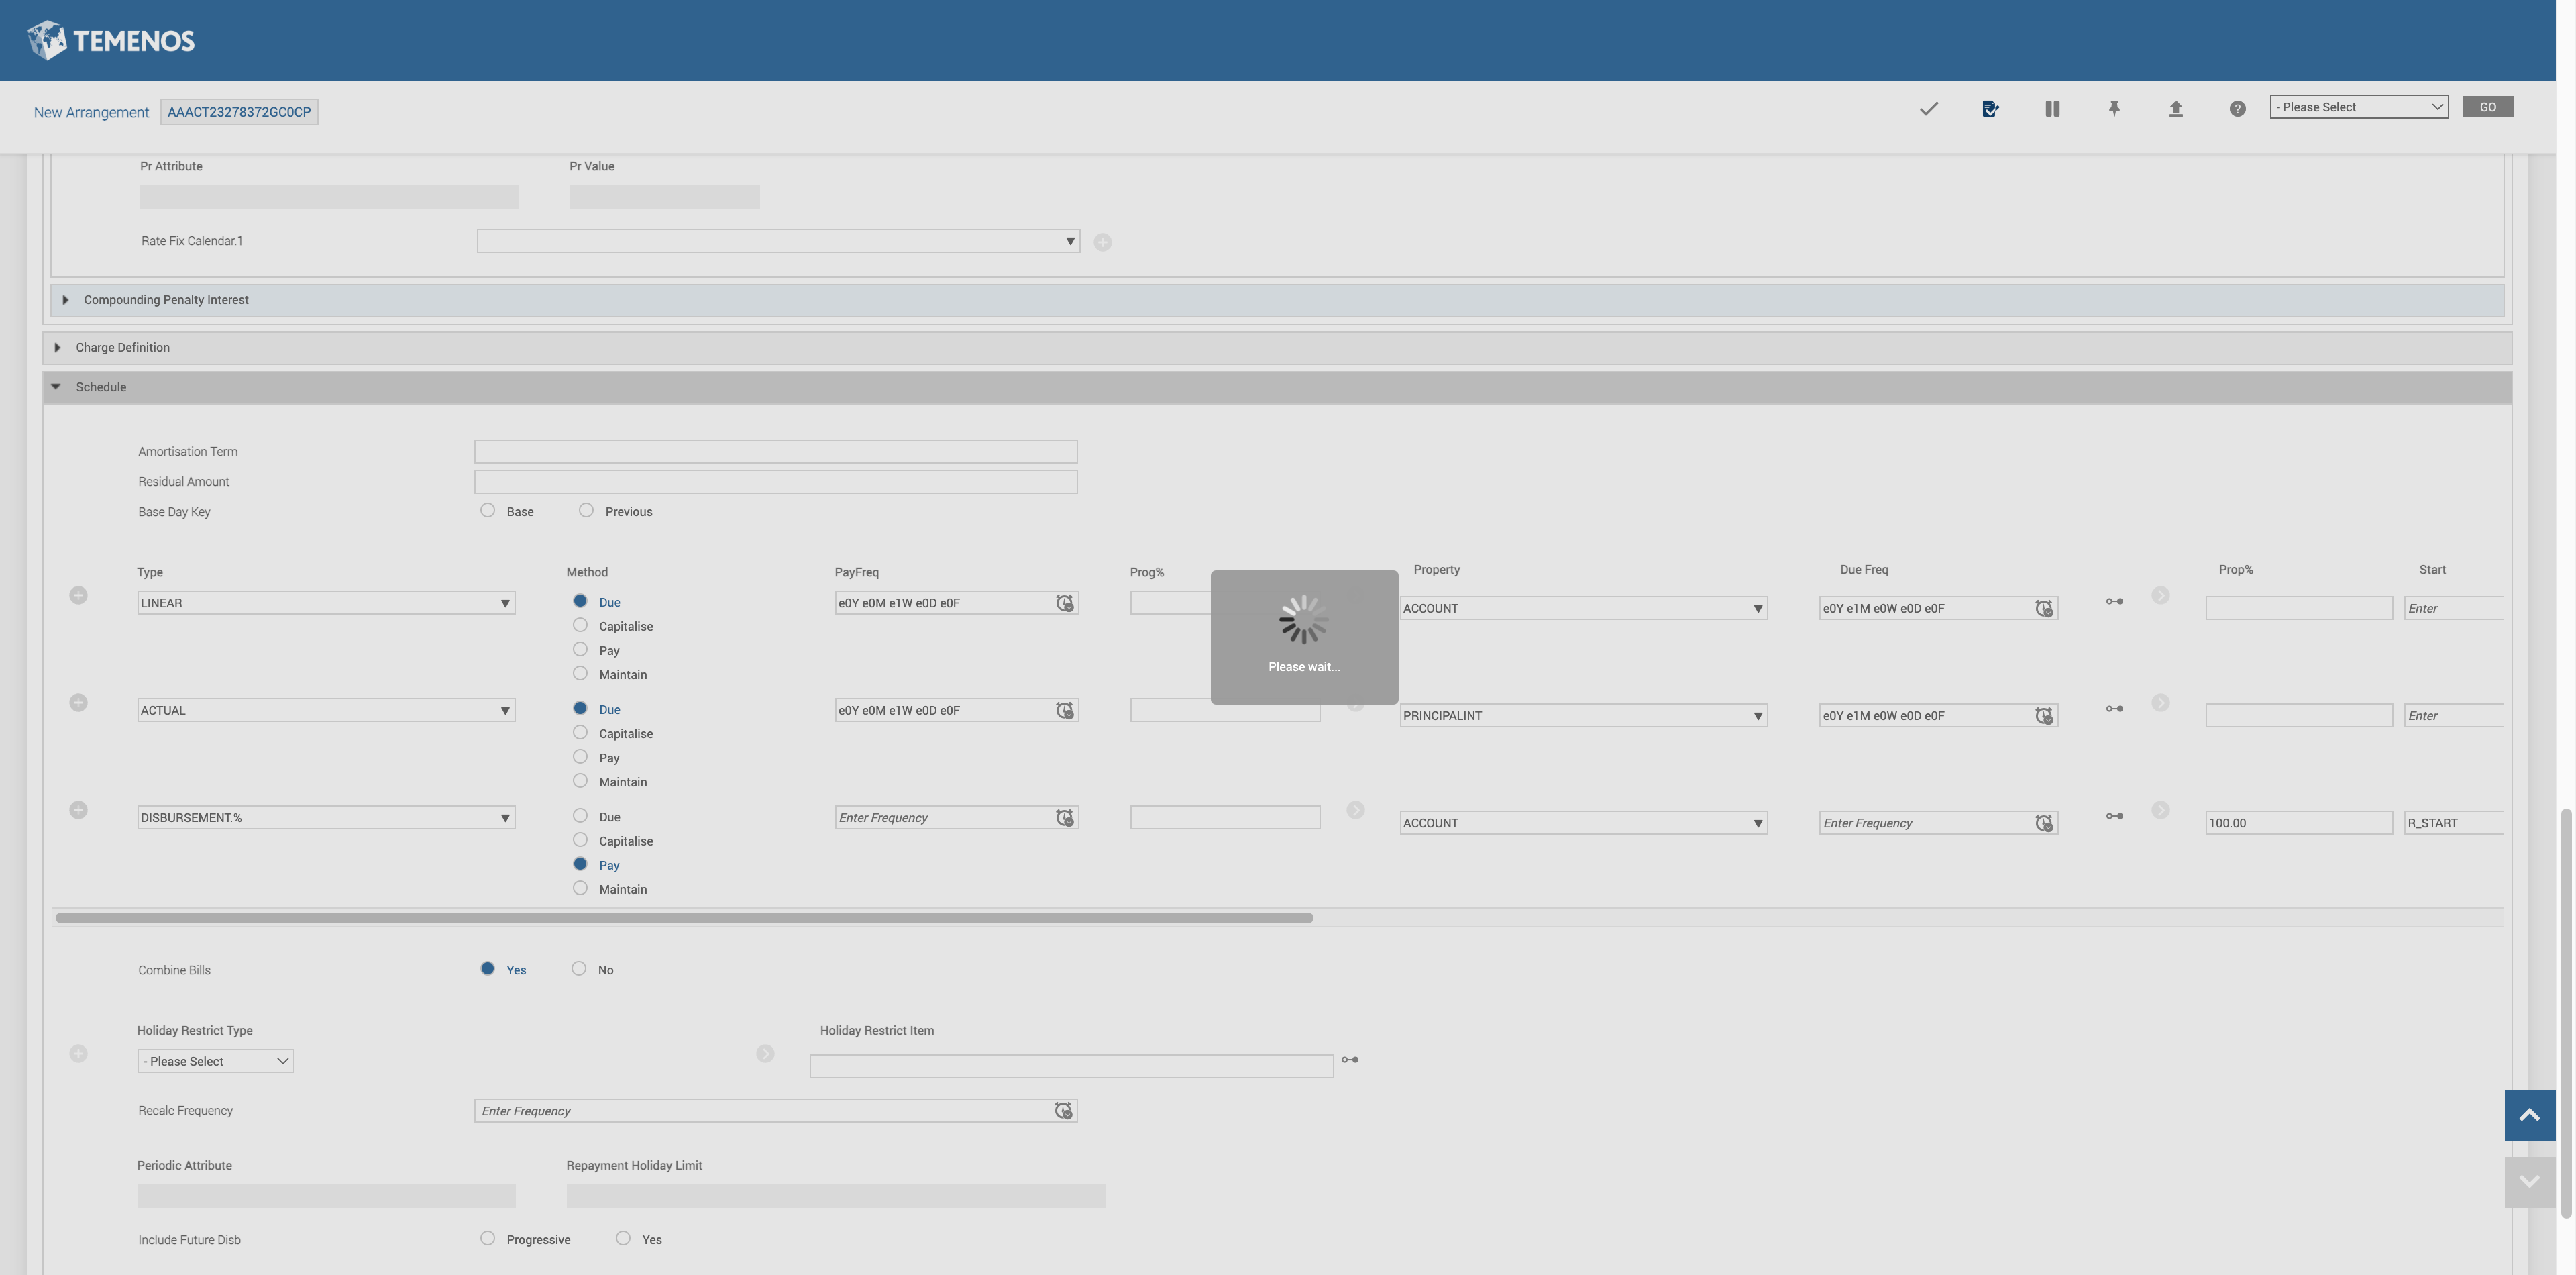 TEMENOS
New Arrangement AAACT23278372GC0CP - Please Select GO
Pr Attribute Pr Value
Rate Fix Calendar.1
Compounding Penalty Interest
Charge Definition
Schedule
Amortisation Term
Residual Amount
Base Day Key Base Previous
Type Method PayFreq Prog% Property Due Freq Prop% Start
LINEAR Due e0Y e0M e1W e0D e0F ACCOUNT e0Y e1M e0W e0D e0F Enter
Capitalise
Pay
Maintain
Please wait...
ACTUAL Due e0Y e0M e1W e0D e0F PRINCIPALINT e0Y e1M e0W e0D e0F Enter
Capitalise
Pay
Maintain
DISBURSEMENT.% Due Enter Frequency ACCOUNT Enter Frequency 100.00 R_START
Capitalise
Pay
Maintain
Combine Bills Yes No
Holiday Restrict Type Holiday Restrict Item
- Please Select
Recalc Frequency Enter Frequency
Periodic Attribute Repayment Holiday Limit
Include Future Disb Progressive Yes